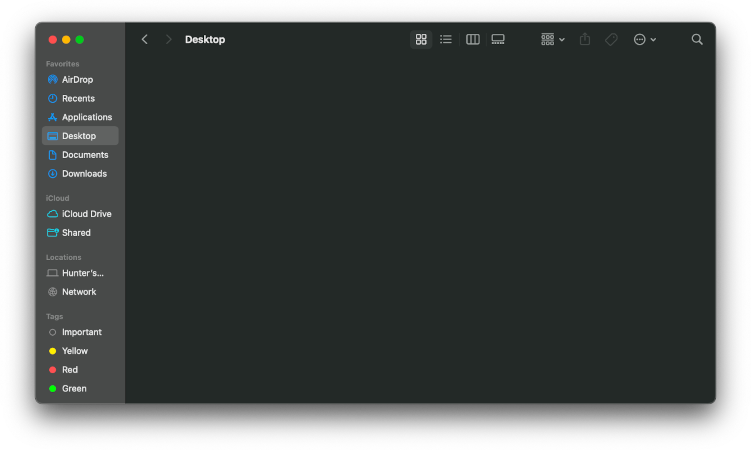 Desktop
Favorites
AirDrop
Recents
Applications
Desktop
Documents
Downloads
iCloud
iCloud Drive
Shared
Locations
Hunter's...
Network
Tags
Important
Yellow
Red
Green